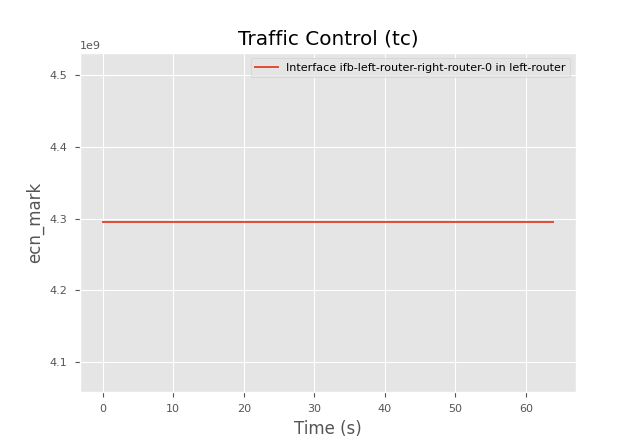 Traffic Control (tc)
1e9
Interface ifb-left-router-right-router-0 in left-router
4.5
4.4
4.3
4.2
4.1
ecn_mark
0 10 20 30 40 50 60
Time (s)